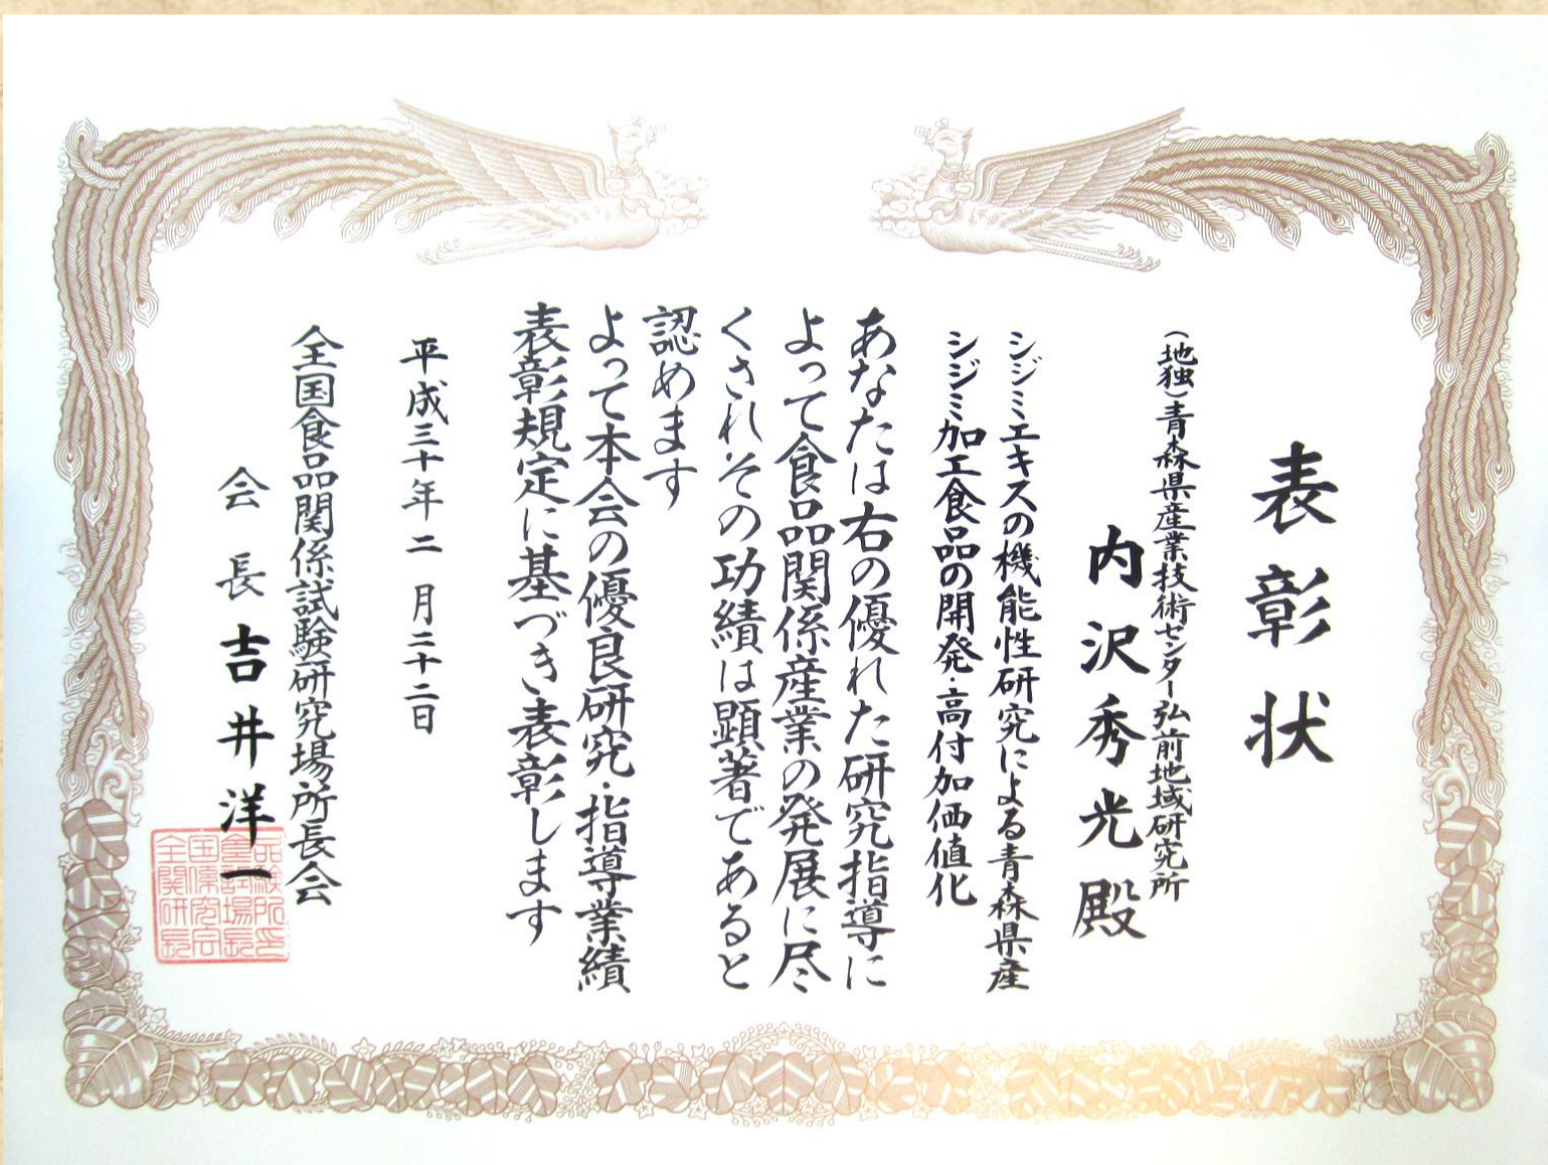 表彰状
(地独)青森県産業技術センター弘前地域研究所
内沢秀光殿
シジミエキスの機能性研究による青森県産
シジミ加工食品の開発・高付加価値化
あなたは右の優れた研究指導に
よって食品関係産業の発展に尽
くされその功績は顕著であると
認めます
よって本会の優良研究・指導業績
表彰規定に基づき表彰します
平成三十年二月二十二日
全国食品関係試験研究場所長会
会長吉井洋一